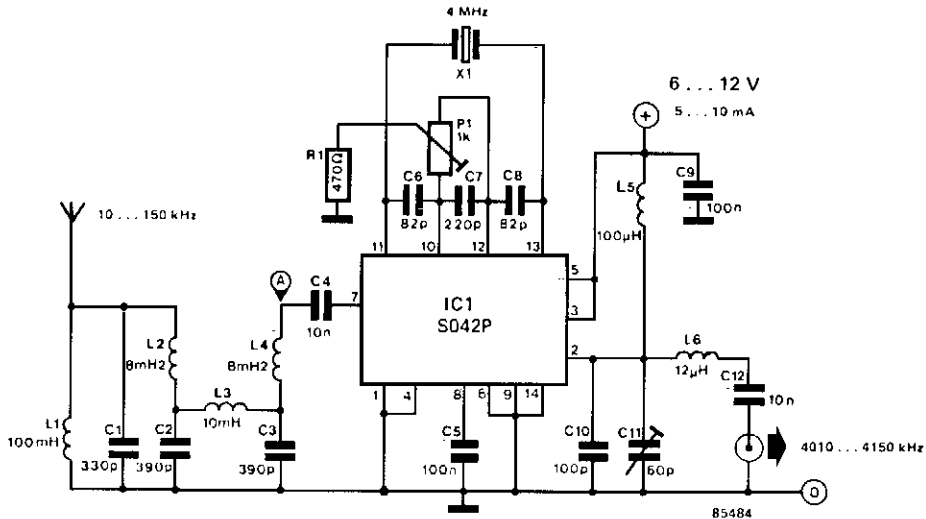 4 MHz
X1
6 ... 12 V
5 ... 10 mA
P1
1k
R1
470Ω
C6
C7
C8
82p
220p
82p
L5
100µH
C9
100n
10 ... 150 kHz
11
10
12
13
A
C4
10n
7
IC1
S042P
5
3
2
L2
8mH2
L4
8mH2
L3
10mH
L6
12µH
C12
10n
L1
100mH
C1
330p
C2
390p
C3
390p
1
4
8
6
9
14
C5
100n
C10
100p
C11
60p
4010 ... 4150 kHz
0
85484